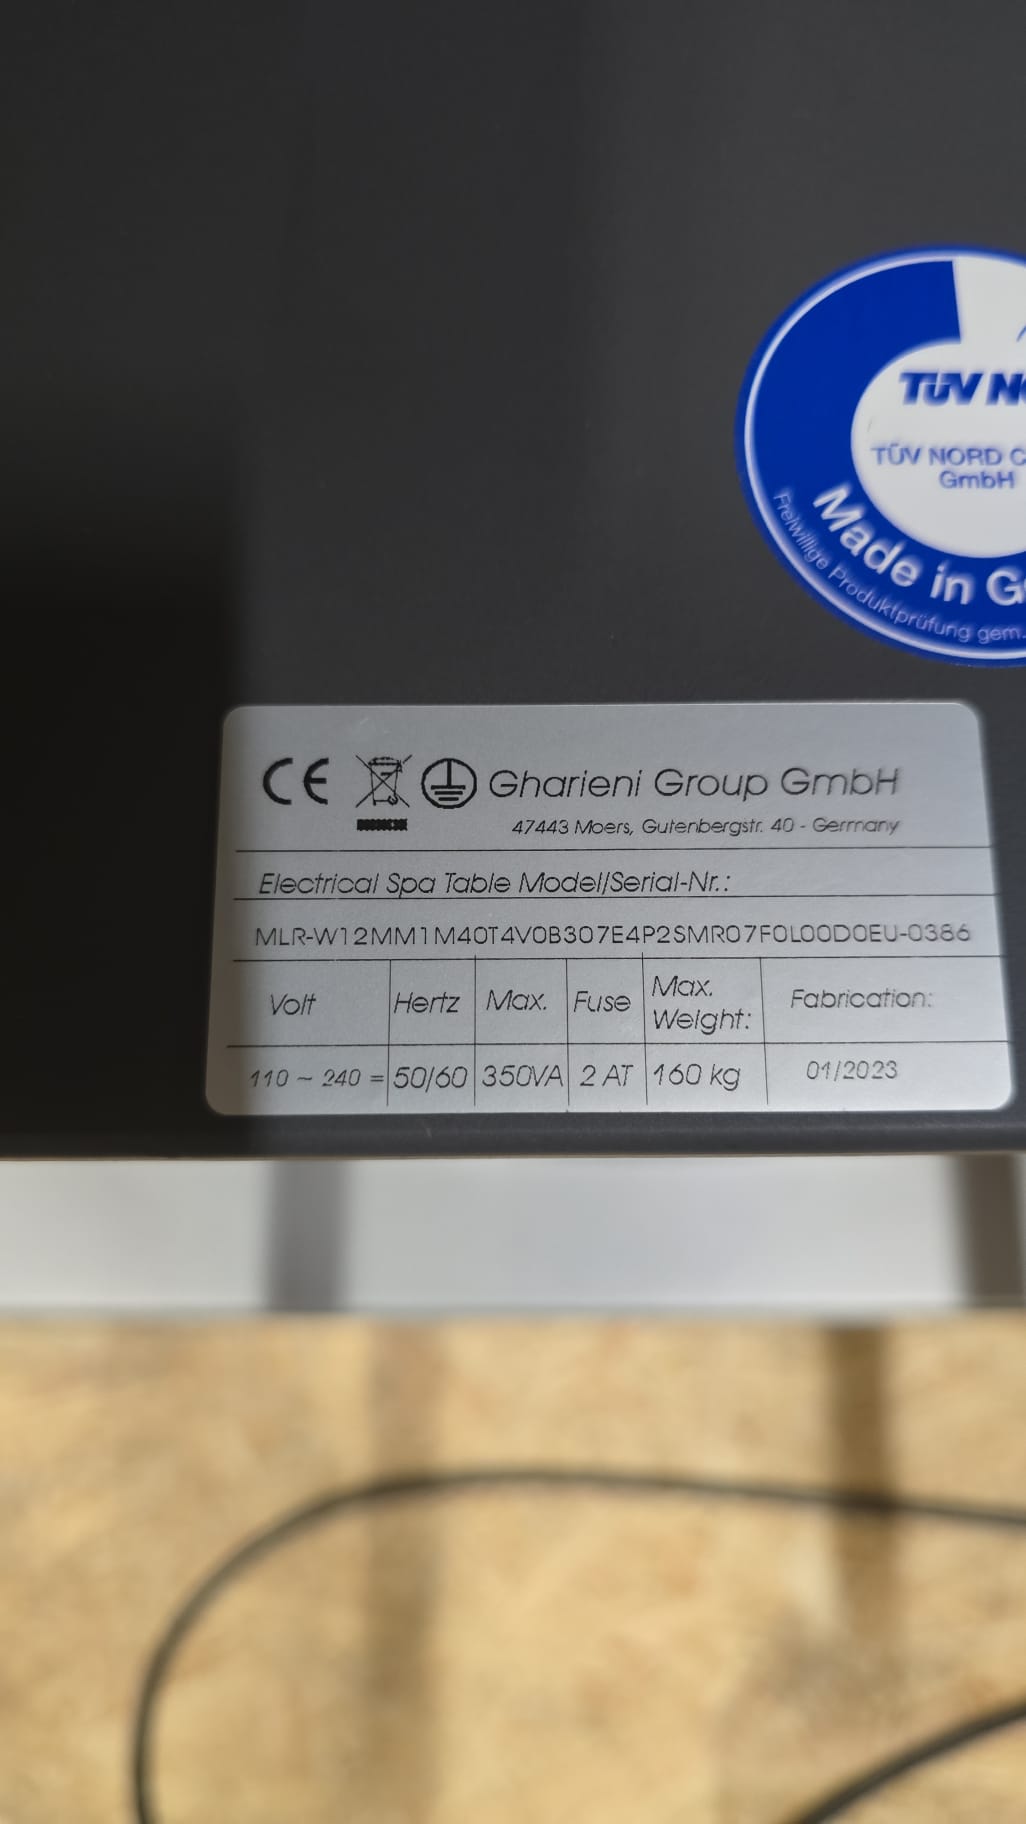 TÜV NO
TÜV NORD C
GmbH
Made in Ge
Freiwillige Produktprüfung gem.
CE
Gharieni Group GmbH
47443 Moers, Gutenbergstr. 40 - Germany
Electrical Spa Table Model/Serial-Nr.:
MLR-W12MM1M40T4V0B307E4P2SMR07F0L00D0EU-0386
Volt Hertz Max. Fuse Max. Weight: Fabrication:
110 ~ 240 = 50/60 350VA 2 AT 160 kg 01/2023